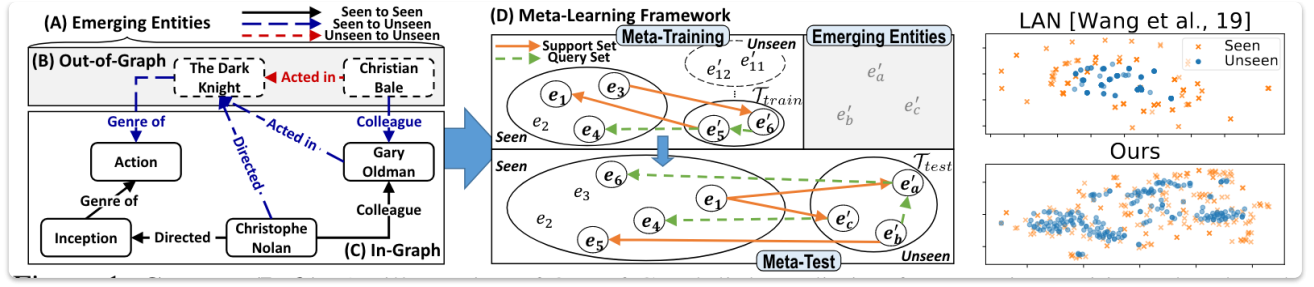 (A) Emerging Entities
Seen to Seen
Seen to Unseen
Unseen to Unseen
(B) Out-of-Graph
The Dark
Knight
Acted in
Christian
Bale
Genre of
Acted in
Colleague
Action
Directed
Gary
Oldman
Genre of
Colleague
Inception
Directed
Christophe
Nolan
(C) In-Graph
(D) Meta-Learning Framework
Support Set
Query Set
Meta-Training
Unseen
e'12
e'11
Emerging Entities
e'a
e'b
e'c
T train
e1
e3
e2
e4
e'5
e'6
Seen
Seen
T test
e6
e3
e1
e2
e4
e5
e'a
e'c
e'b
Unseen
Meta-Test
LAN [Wang et al., 19]
Seen
Unseen
Ours